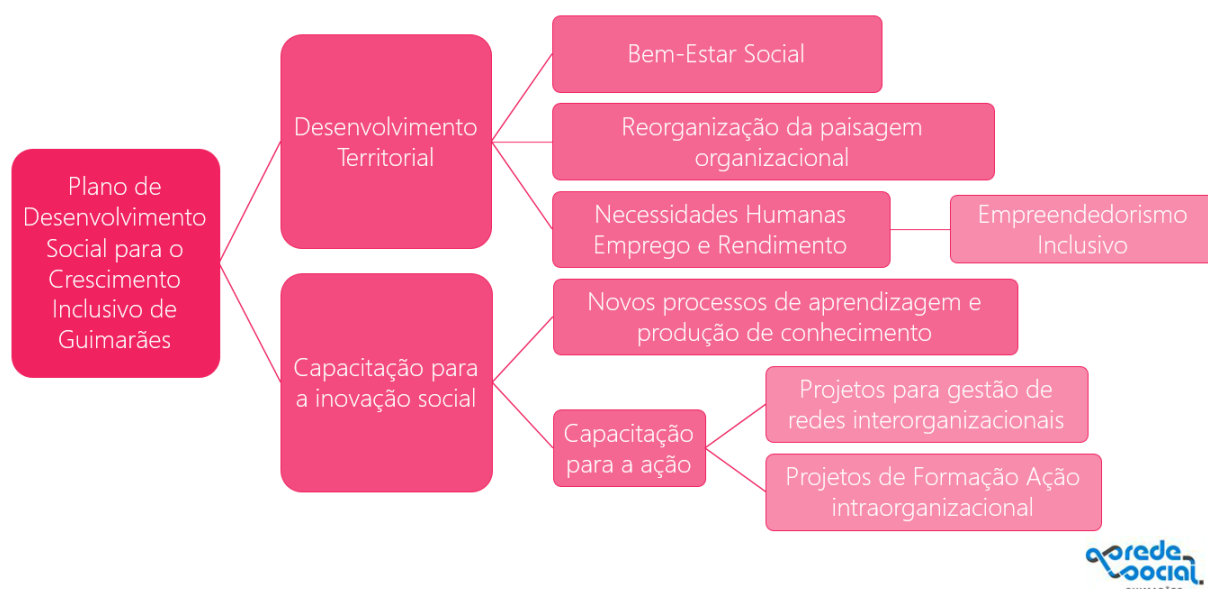 Plano de
Desenvolvimento
Social para o
Crescimento
Inclusivo de
Guimarães
Desenvolvimento
Territorial
Bem-Estar Social
Reorganização da paisagem
organizacional
Necessidades Humanas
Emprego e Rendimento
Empreendedorismo
Inclusivo
Capacitação para
a inovação social
Novos processos de aprendizagem e
produção de conhecimento
Capacitação
para a ação
Projetos para gestão de
redes interorganizacionais
Projetos de Formação Ação
intraorganizacional
rede
social